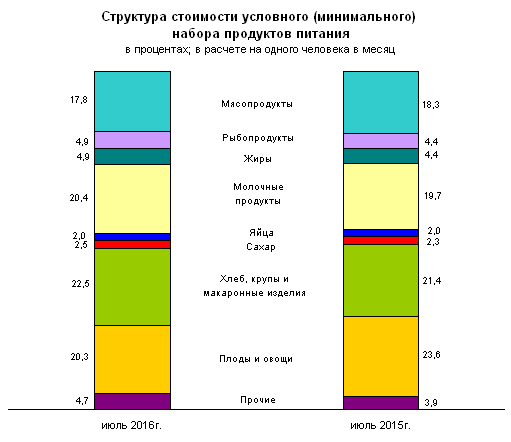 Структура стоимости условного (минимального)
набора продуктов питания
в процентах; в расчете на одного человека в месяц
17,8
Мясопродукты
18,3
4,9
Рыбопродукты
4,4
4,9
Жиры
4,4
20,4
Молочные
продукты
19,7
2,0
Яйца
2,0
2,5
Сахар
2,3
22,5
Хлеб, крупы и
макаронные изделия
21,4
20,3
Плоды и овощи
23,6
4,7
Прочие
3,9
июль 2016г.
июль 2015г.